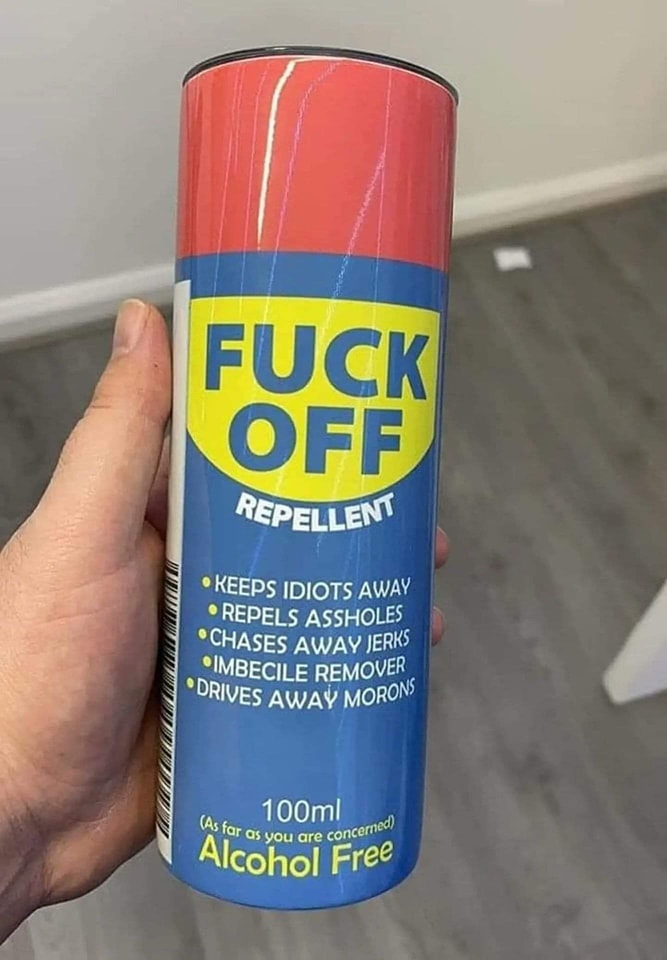 FUCK
OFF
REPELLENT
• KEEPS IDIOTS AWAY
• REPELS ASSHOLES
• CHASES AWAY JERKS
• IMBECILE REMOVER
• DRIVES AWAY MORONS
100ml
(As far as you are concerned)
Alcohol Free